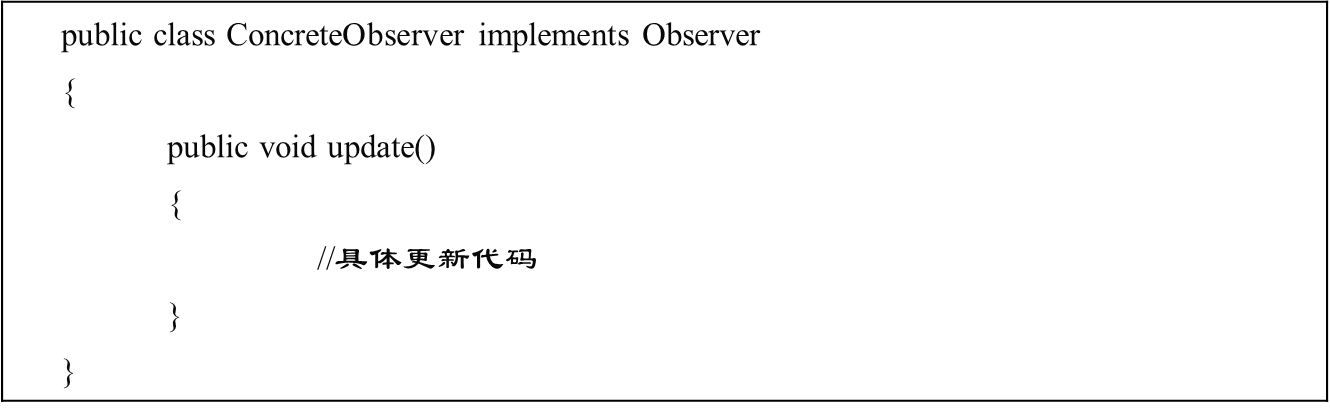 public class ConcreteObserver implements Observer
{
public void update()
{
//具体更新代码
}
}